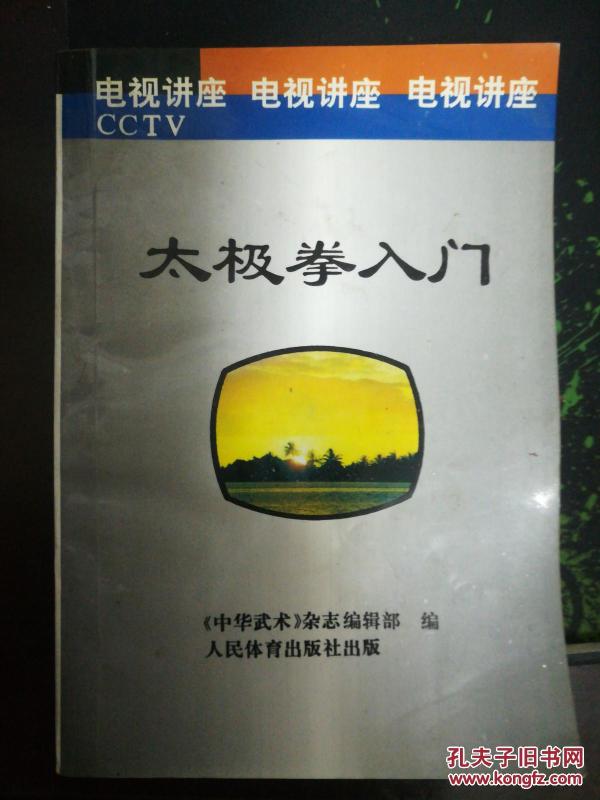 电视讲座 电视讲座 电视讲座
CCTV
太极拳入门
《中华武术》杂志编辑部 编
人民体育出版社出版
孔夫子旧书网
www.kongfz.com